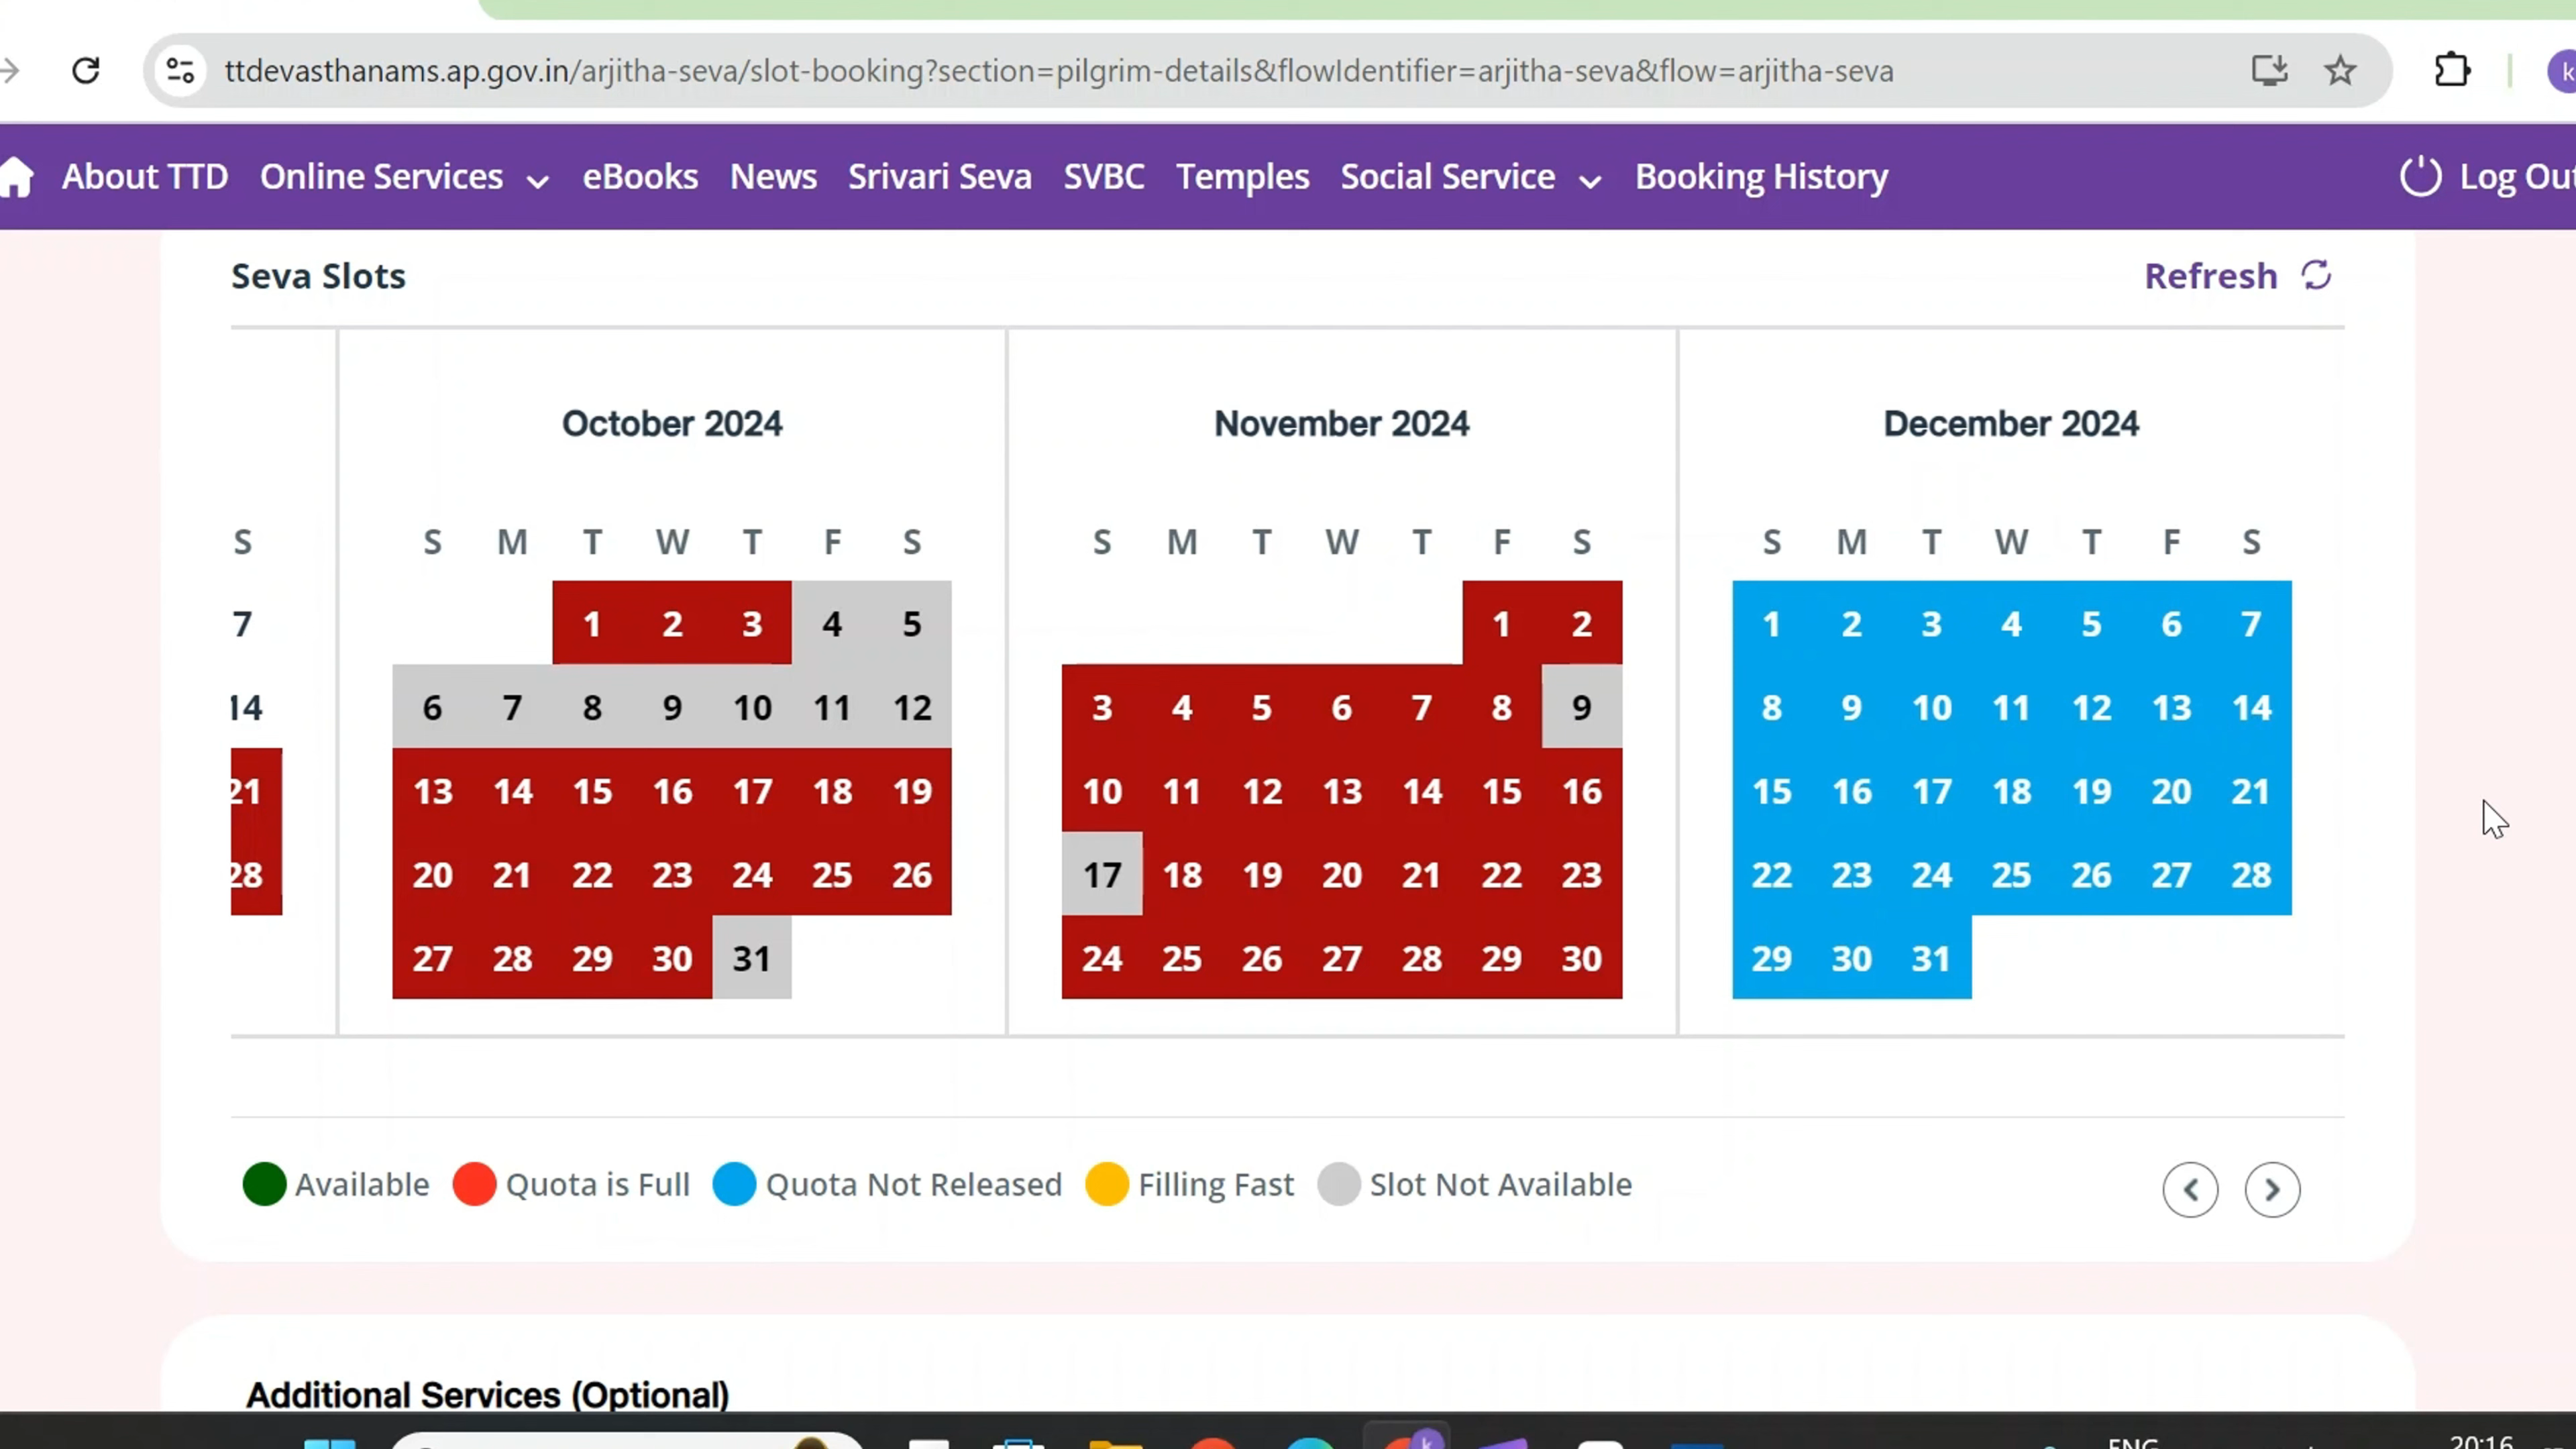 ttdevasthanams.ap.gov.in/arjitha-seva/slot-booking?section=pilgrim-details&flowIdentifier=arjitha-seva&flow=arjitha-seva
k
About TTD Online Services eBooks News Srivari Seva SVBC Temples Social Service Booking History Log Out
Seva Slots Refresh
October 2024 November 2024 December 2024
S S M T W T F S S M T W T F S S M T W T F S
7 1 2 3 4 5 1 2 1 2 3 4 5 6 7
14 6 7 8 9 10 11 12 3 4 5 6 7 8 9 8 9 10 11 12 13 14
21 13 14 15 16 17 18 19 10 11 12 13 14 15 16 15 16 17 18 19 20 21
28 20 21 22 23 24 25 26 17 18 19 20 21 22 23 22 23 24 25 26 27 28
27 28 29 30 31 24 25 26 27 28 29 30 29 30 31
Available Quota is Full Quota Not Released Filling Fast Slot Not Available
Additional Services (Optional)
k
ENG 20:16